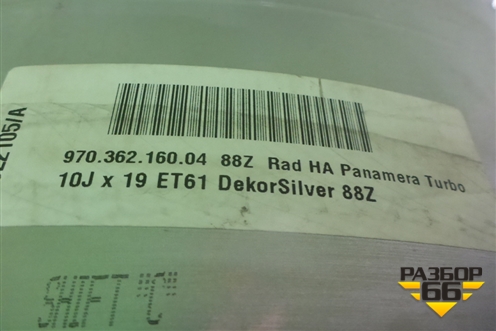 970.362.160.04 88Z Rad HA Panamera Turbo
10J x 19 ET61 DekorSilver 88Z
SHIFT "C"
РАЗБОР
66